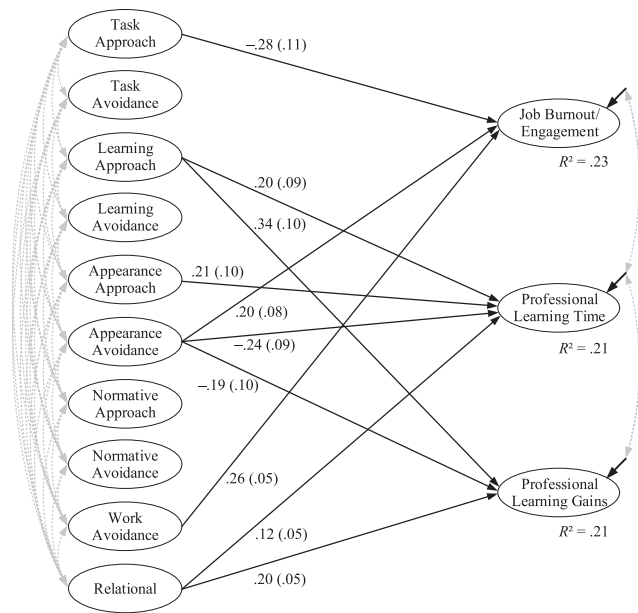 Task
Approach
Task
Avoidance
Learning
Approach
Learning
Avoidance
Appearance
Approach
Appearance
Avoidance
Normative
Approach
Normative
Avoidance
Work
Avoidance
Relational
–.28 (.11)
.20 (.09)
.34 (.10)
.21 (.10)
.20 (.08)
–.24 (.09)
–.19 (.10)
.26 (.05)
.12 (.05)
.20 (.05)
Job Burnout/
Engagement
R² = .23
Professional
Learning Time
R² = .21
Professional
Learning Gains
R² = .21